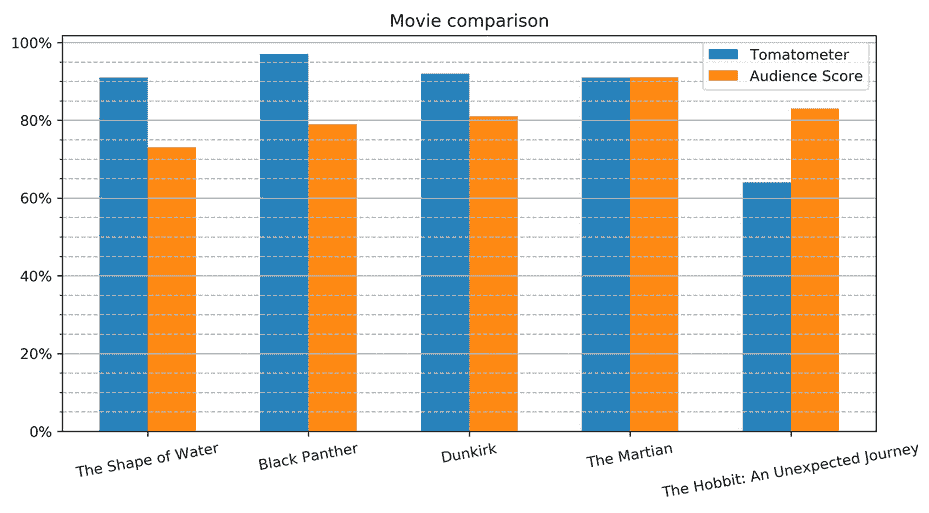 Movie comparison
Tomatometer
Audience Score
100%
80%
60%
40%
20%
0%
The Shape of Water
Black Panther
Dunkirk
The Martian
The Hobbit: An Unexpected Journey